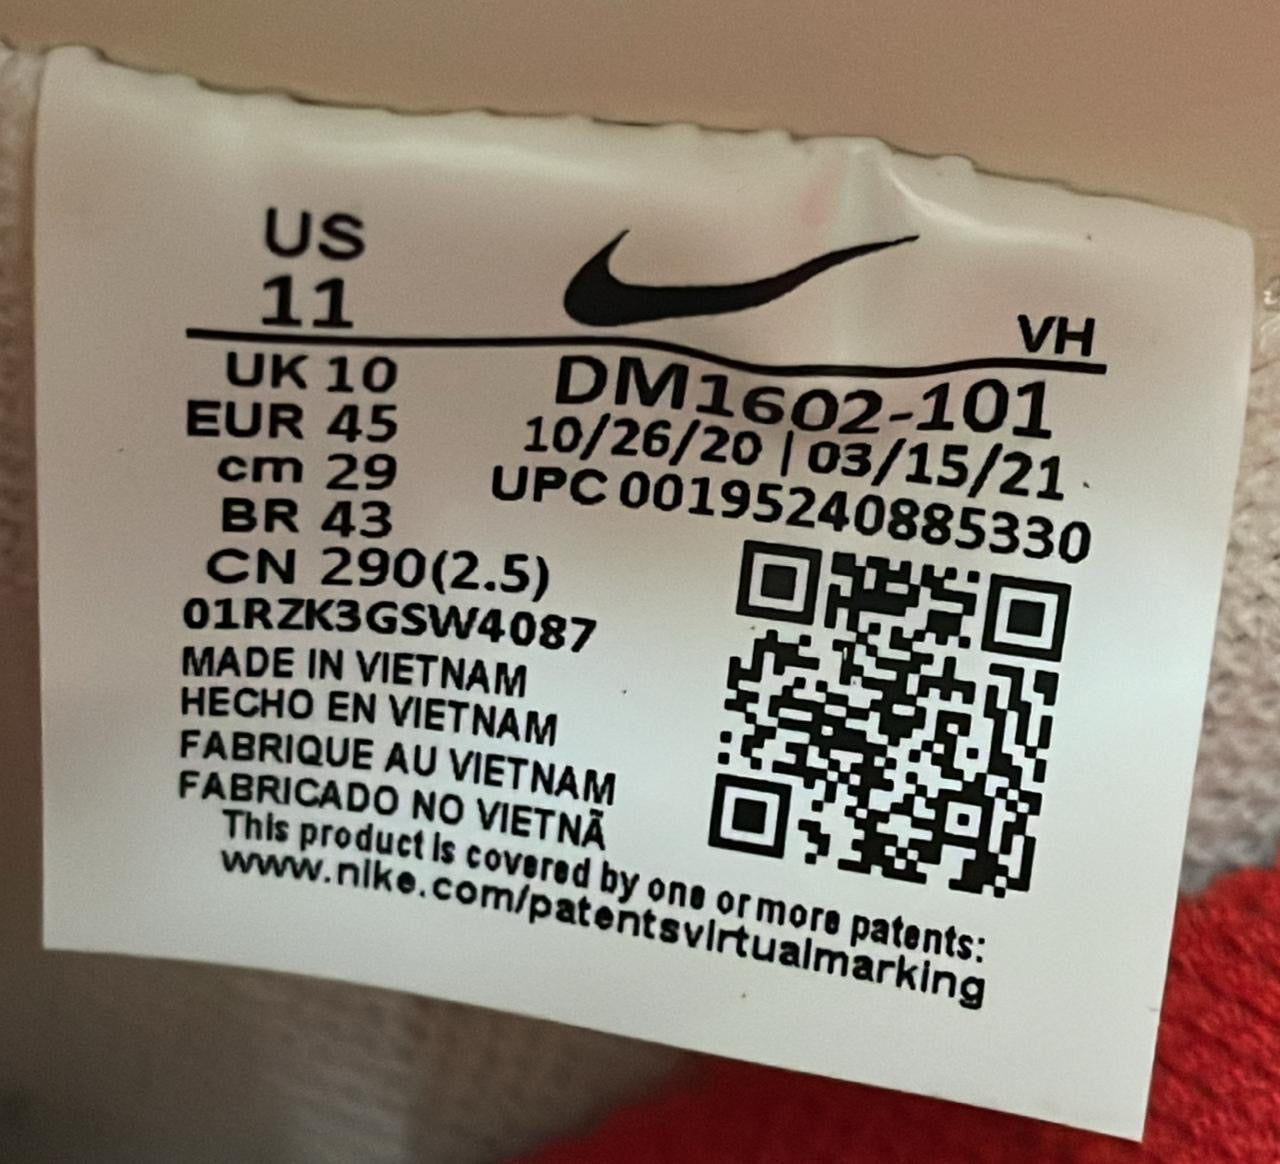 US
11
VH
UK 10
EUR 45
cm 29
BR 43
CN 290(2.5)
DM1602-101
10/26/20 | 03/15/21
UPC 00195240885330
01RZK3GSW4087
MADE IN VIETNAM
HECHO EN VIETNAM
FABRIQUE AU VIETNAM
FABRICADO NO VIETNÃ
This product is covered by one or more patents:
www.nike.com/patentsvirtualmarking